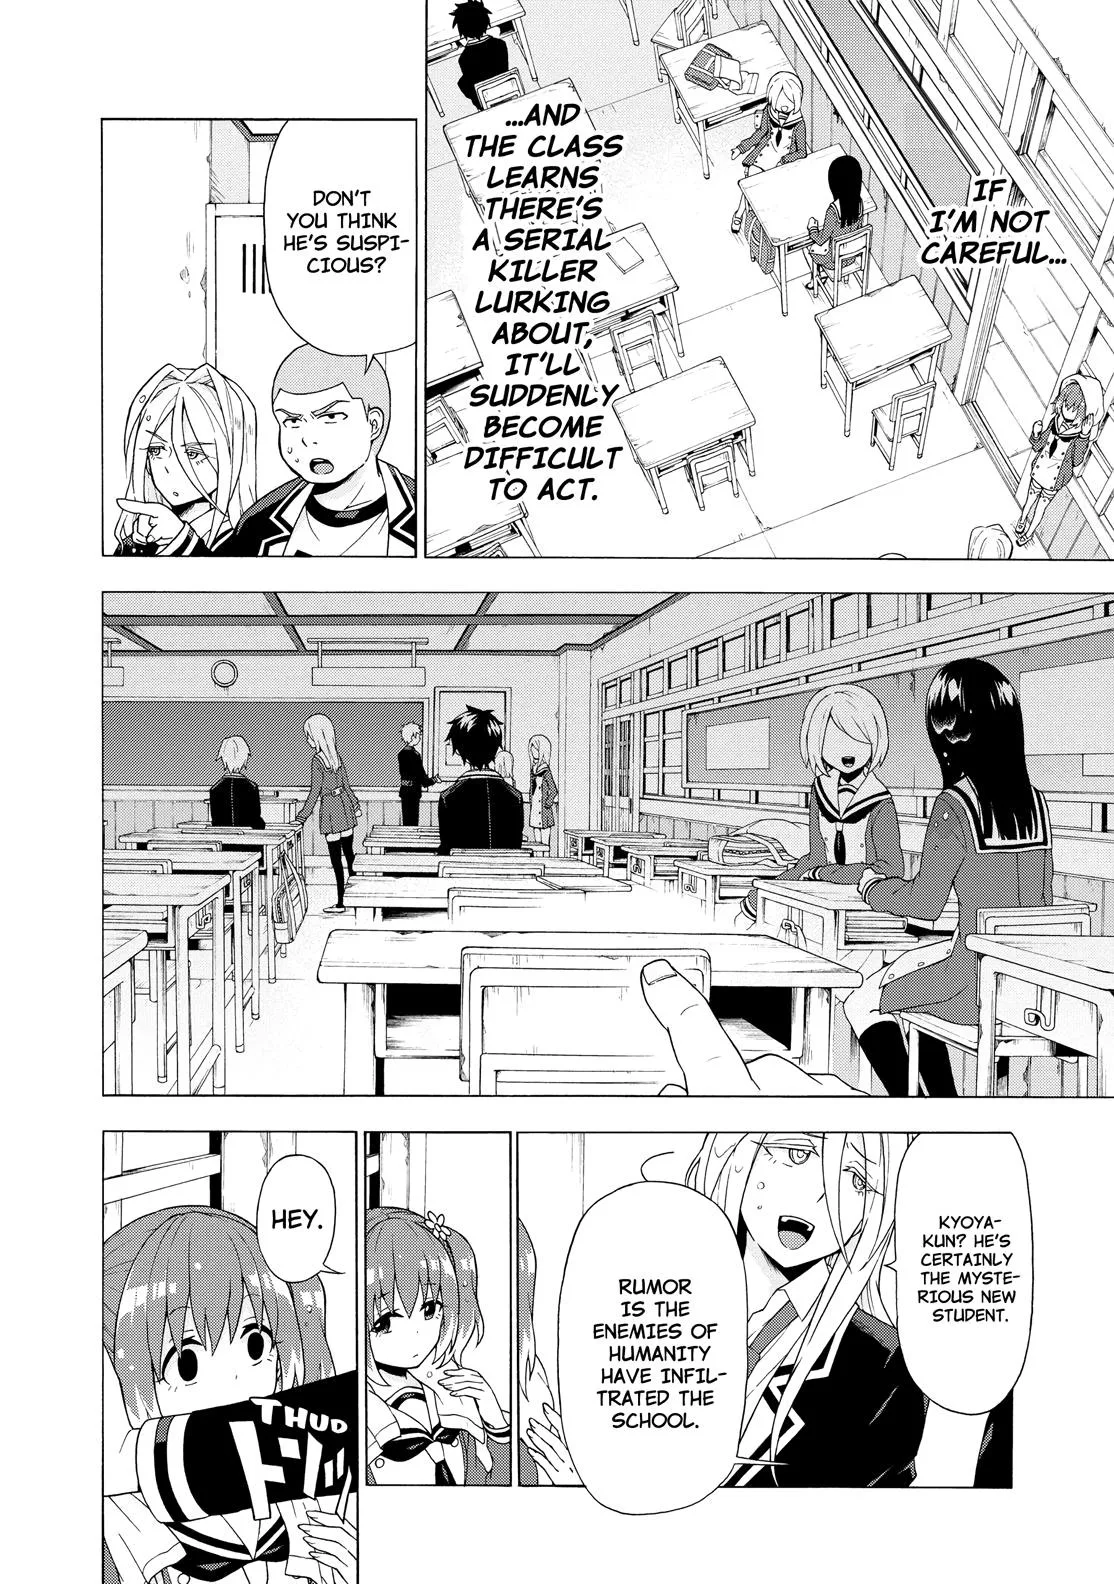 IF
I'M NOT
CAREFUL...
...AND
THE CLASS
LEARNS
THERE'S
A SERIAL
KILLER
LURKING
ABOUT,
IT'LL
SUDDENLY
BECOME
DIFFICULT
TO ACT.
DON'T
YOU THINK
HE'S SUSPI-
CIOUS?
KYOYA-
KUN? HE'S
CERTAINLY
THE MYSTE-
RIOUS NEW
STUDENT.
RUMOR
IS THE
ENEMIES OF
HUMANITY
HAVE INFIL-
TRATED THE
SCHOOL.
HEY.
THUD
ドンッ